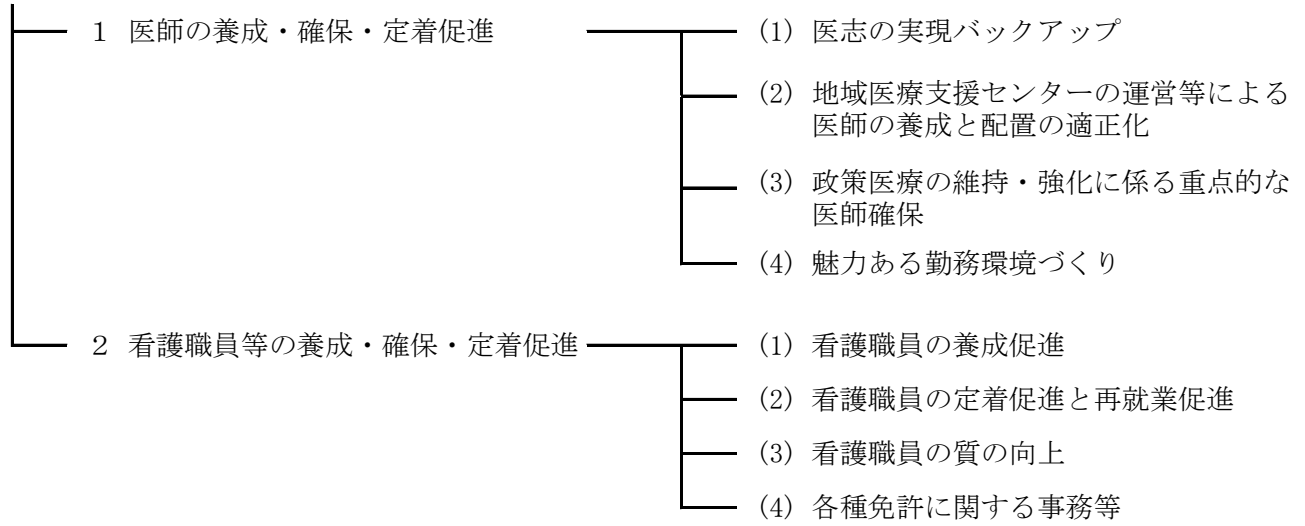 1 医師の養成・確保・定着促進
(1) 医志の実現バックアップ
(2) 地域医療支援センターの運営等による
医師の養成と配置の適正化
(3) 政策医療の維持・強化に係る重点的な
医師確保
(4) 魅力ある勤務環境づくり
2 看護職員等の養成・確保・定着促進
(1) 看護職員の養成促進
(2) 看護職員の定着促進と再就業促進
(3) 看護職員の質の向上
(4) 各種免許に関する事務等